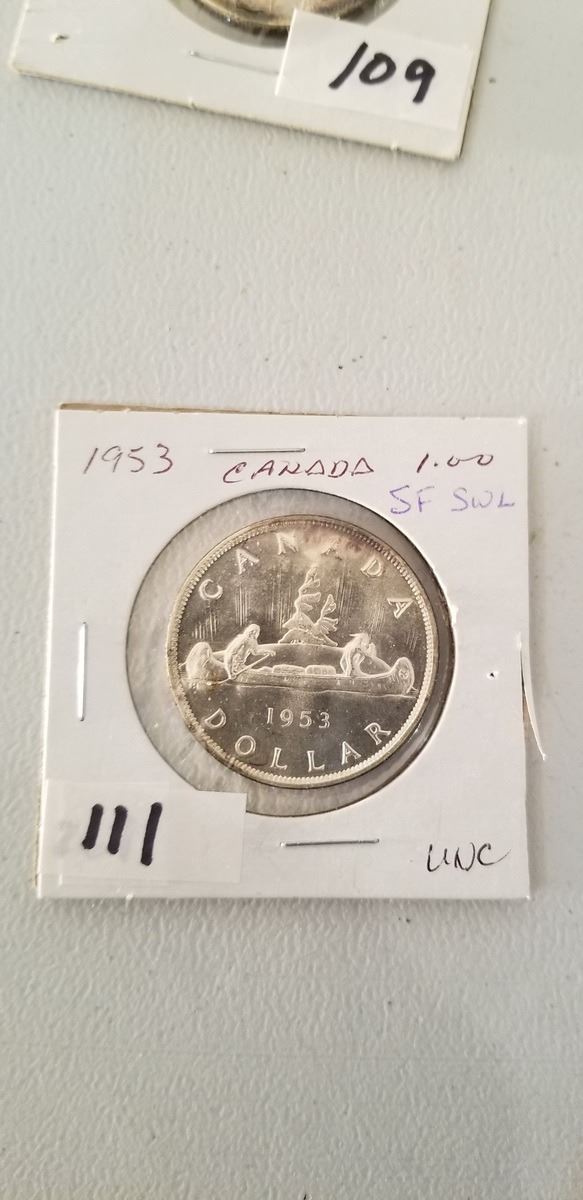 109
1953 CANADA 1.00
SF SWL
CANADA
1953
DOLLAR
111
UNC